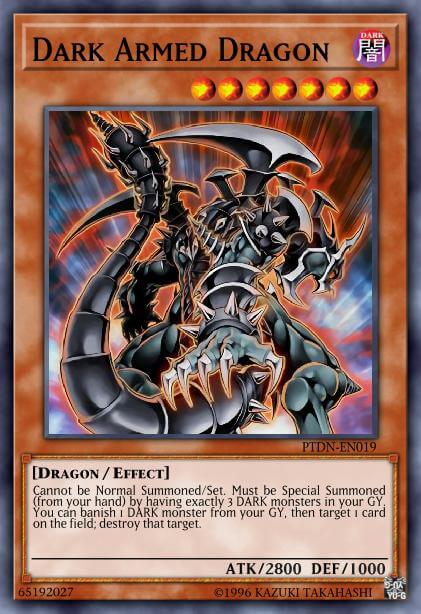 Dark Armed Dragon
DARK
闇
PTDN-EN019
[Dragon / Effect]
Cannot be Normal Summoned/Set. Must be Special Summoned
(from your hand) by having exactly 3 DARK monsters in your GY.
You can banish 1 DARK monster from your GY, then target 1 card
on the field; destroy that target.
ATK/2800 DEF/1000
65192027
©1996 KAZUKI TAKAHASHI